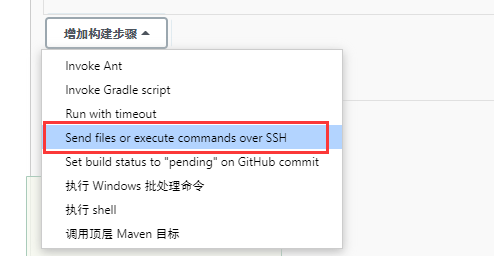 增加构建步骤
Invoke Ant
Invoke Gradle script
Run with timeout
Send files or execute commands over SSH
Set build status to "pending" on GitHub commit
执行 Windows 批处理命令
执行 shell
调用顶层 Maven 目标